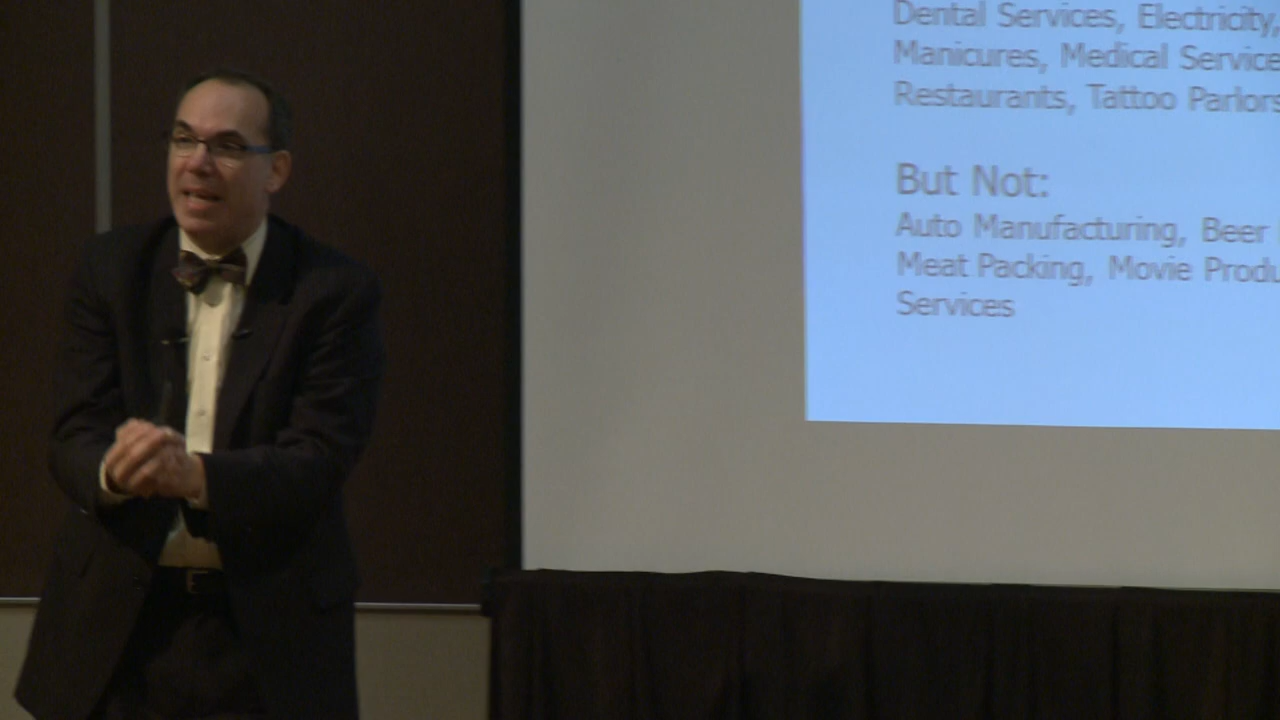 Dental Services, Electricity,
Manicures, Medical Service
Restaurants, Tattoo Parlors
But Not:
Auto Manufacturing, Beer
Meat Packing, Movie Produ
Services